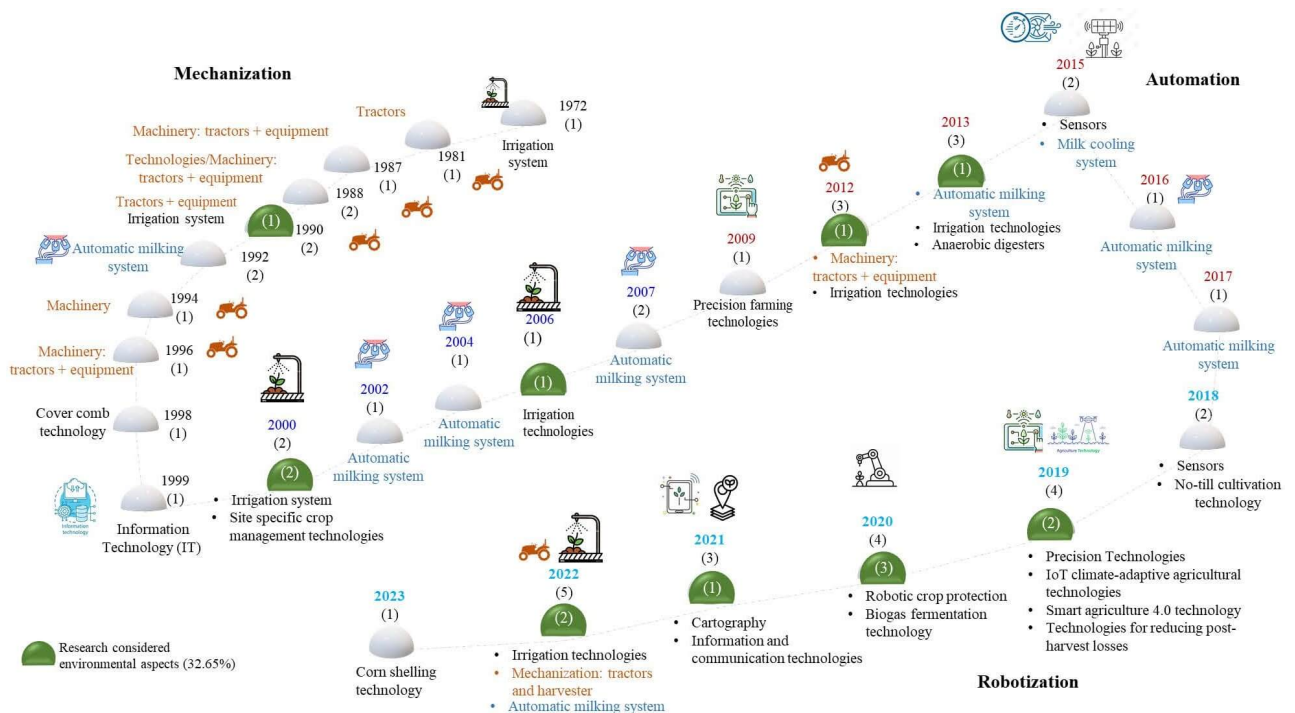 Mechanization
1972
(1)
Irrigation
system
Tractors
1981
(1)
Machinery: tractors + equipment
1987
(1)
Technologies/Machinery:
tractors + equipment
1988
(2)
Tractors + equipment
Irrigation system
(1)
1990
(2)
Automatic milking
system
1992
(2)
Machinery
1994
(1)
Machinery:
tractors + equipment
1996
(1)
Cover comb
technology
1998
(1)
Information
technology
1999
(1)
Information
Technology (IT)
2000
(2)
(2)
• Irrigation system
• Site specific crop
management technologies
2002
(1)
Automatic
milking system
2004
(1)
Automatic
milking system
2006
(1)
(1)
Irrigation
technologies
2007
(2)
Automatic
milking system
2009
(1)
Precision farming
technologies
2012
(3)
(1)
• Machinery:
tractors + equipment
• Irrigation technologies
2013
(3)
(1)
• Automatic milking
system
• Irrigation technologies
• Anaerobic digesters
2015
(2)
• Sensors
• Milk cooling
system
Automation
2016
(1)
Automatic milking
system
2017
(1)
Automatic milking
system
2018
(2)
• Sensors
• No-till cultivation
technology
Agriculture Technology
2019
(4)
(2)
• Precision Technologies
• IoT climate-adaptive agricultural
technologies
• Smart agriculture 4.0 technology
• Technologies for reducing post-
harvest losses
2020
(4)
(3)
• Robotic crop protection
• Biogas fermentation
technology
2021
(3)
(1)
• Cartography
• Information and
communication technologies
2022
(5)
(2)
• Irrigation technologies
• Mechanization: tractors
and harvester
• Automatic milking system
2023
(1)
Corn shelling
technology
Robotization
Research considered
environmental aspects (32.65%)